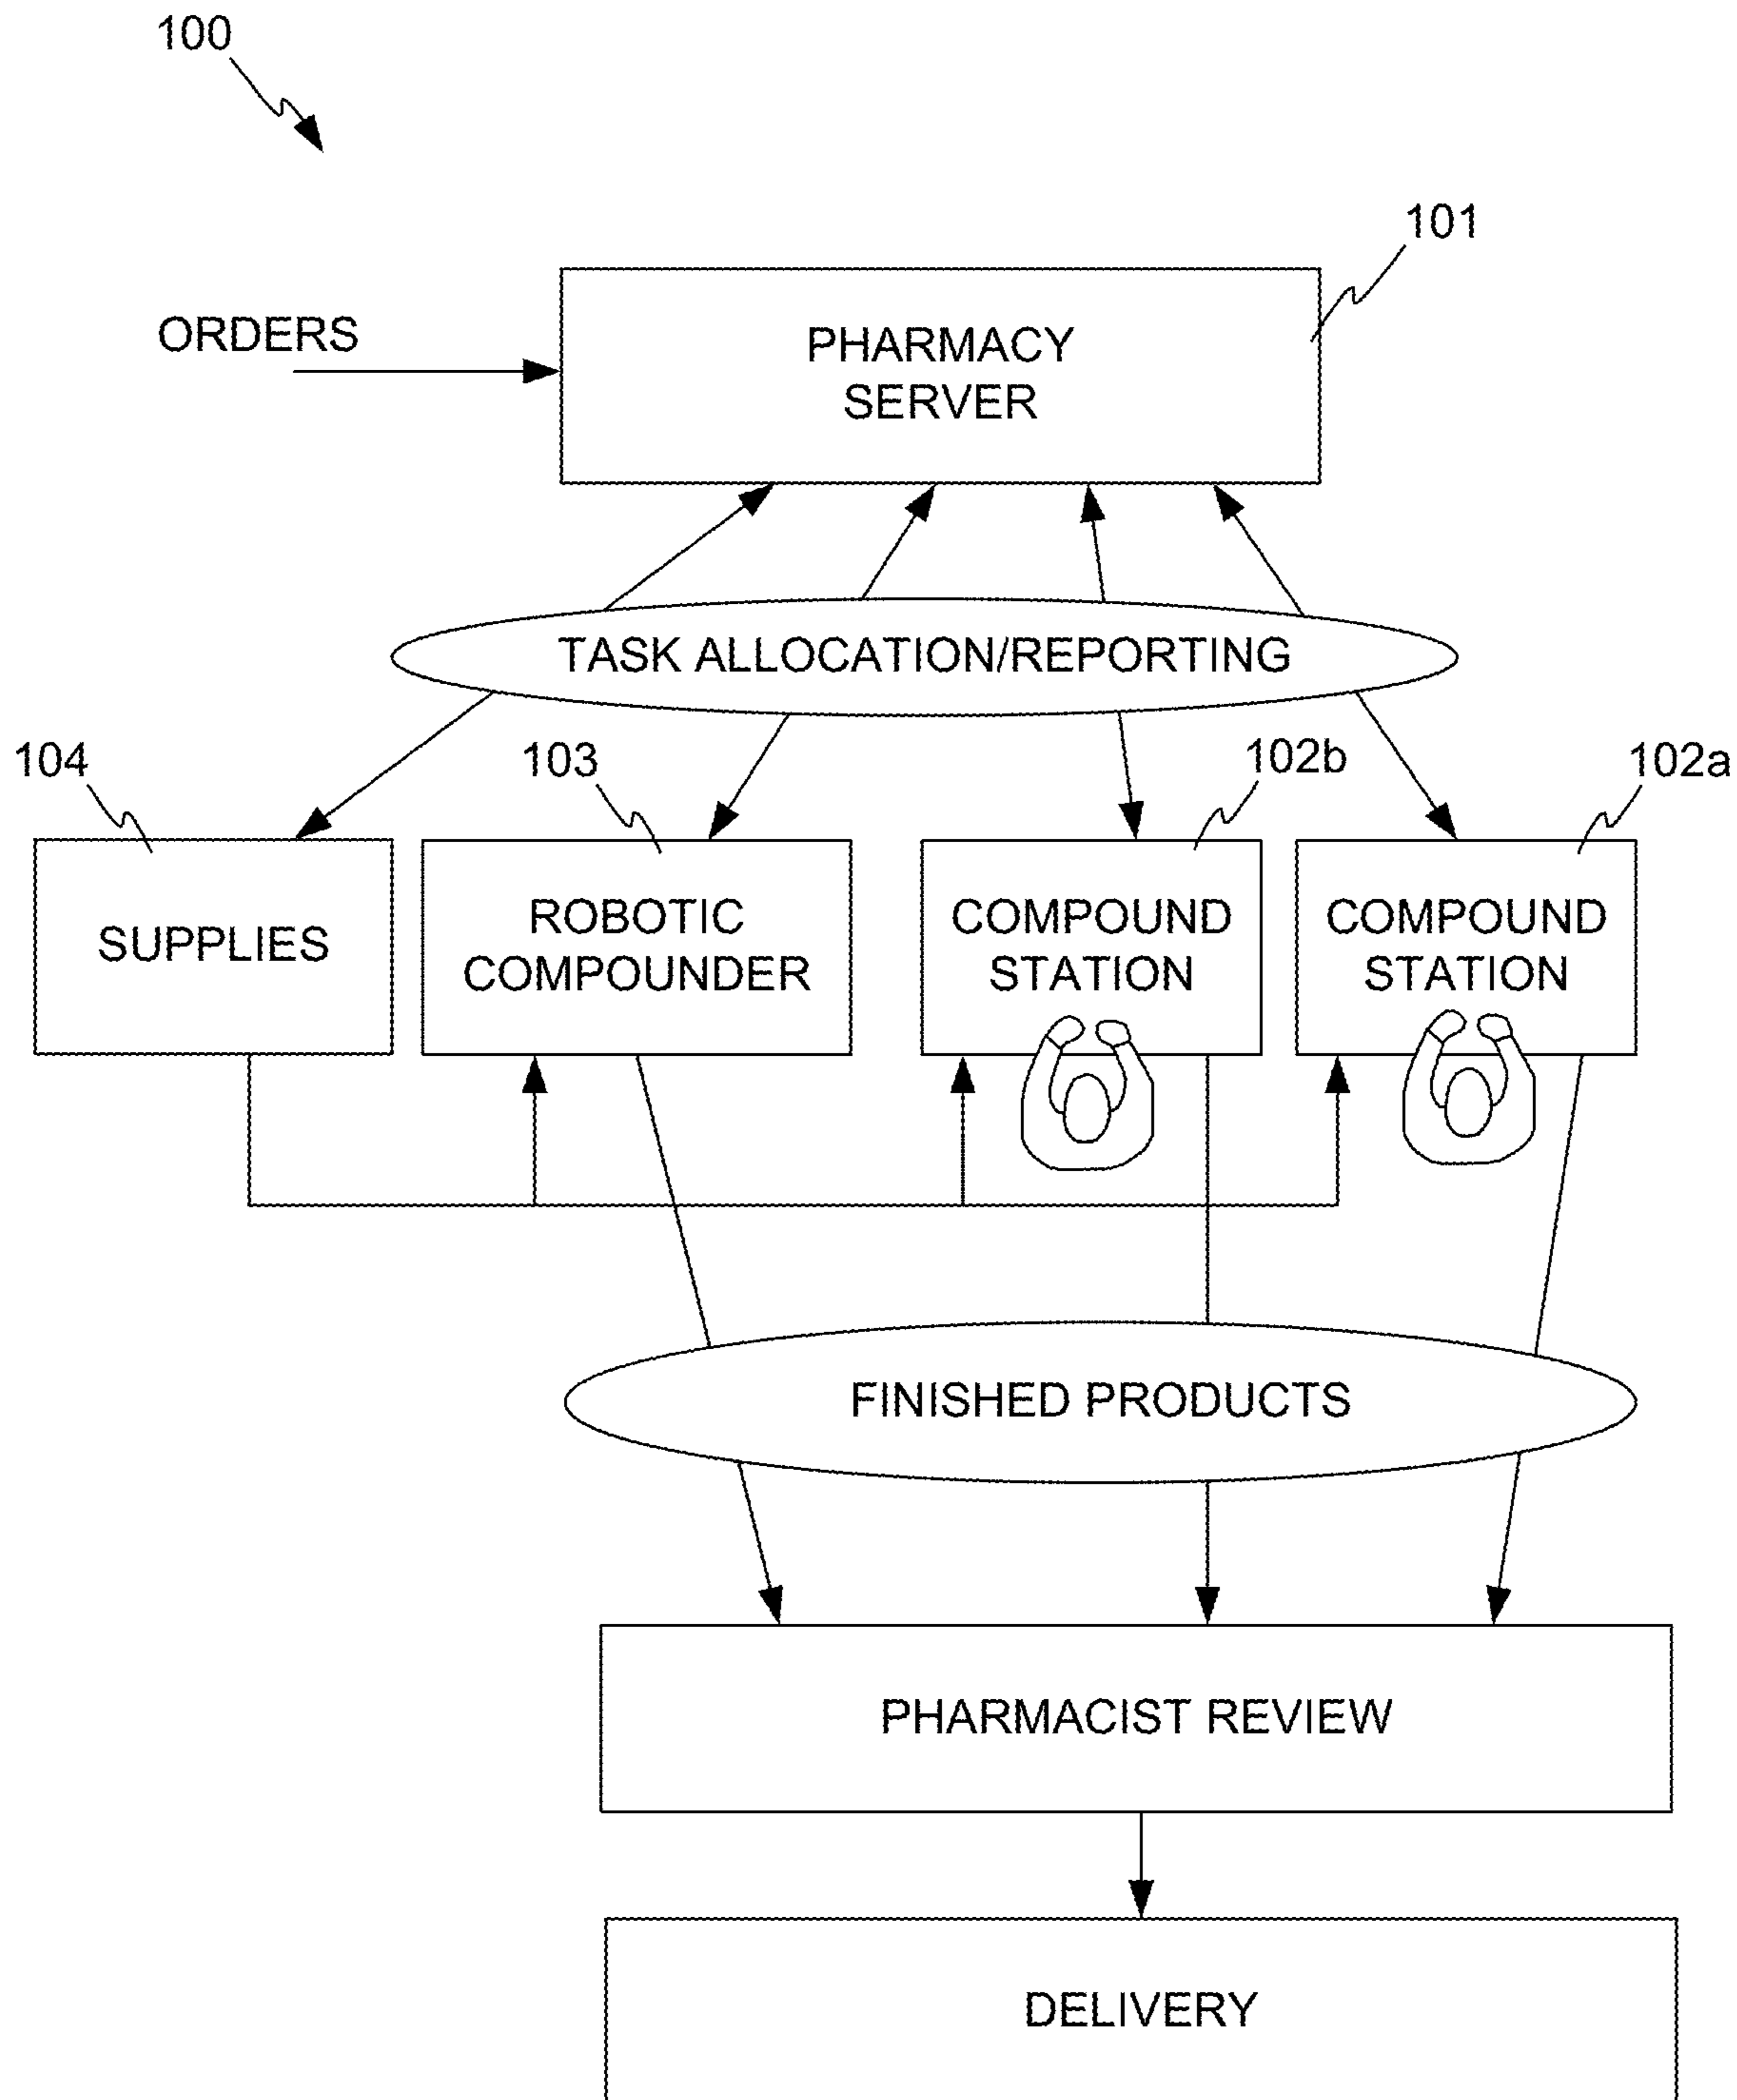 100
101
ORDERS
PHARMACY
SERVER
TASK ALLOCATION/REPORTING
104
103
102b
102a
SUPPLIES
ROBOTIC
COMPOUNDER
COMPOUND
STATION
COMPOUND
STATION
FINISHED PRODUCTS
PHARMACIST REVIEW
DELIVERY